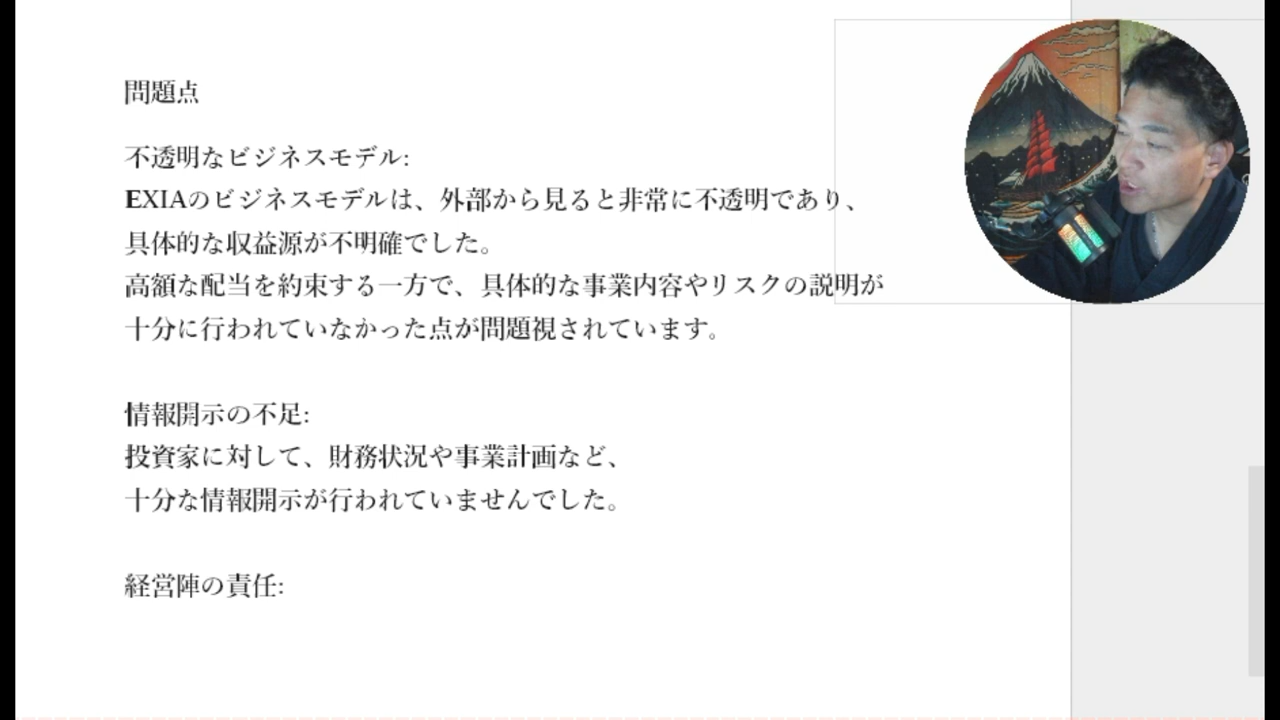 問題点
不透明なビジネスモデル:
EXIAのビジネスモデルは、外部から見ると非常に不透明であり、
具体的な収益源が不明確でした。
高額な配当を約束する一方で、具体的な事業内容やリスクの説明が
十分に行われていなかった点が問題視されています。
情報開示の不足:
投資家に対して、財務状況や事業計画など、
十分な情報開示が行われていませんでした。
経営陣の責任: